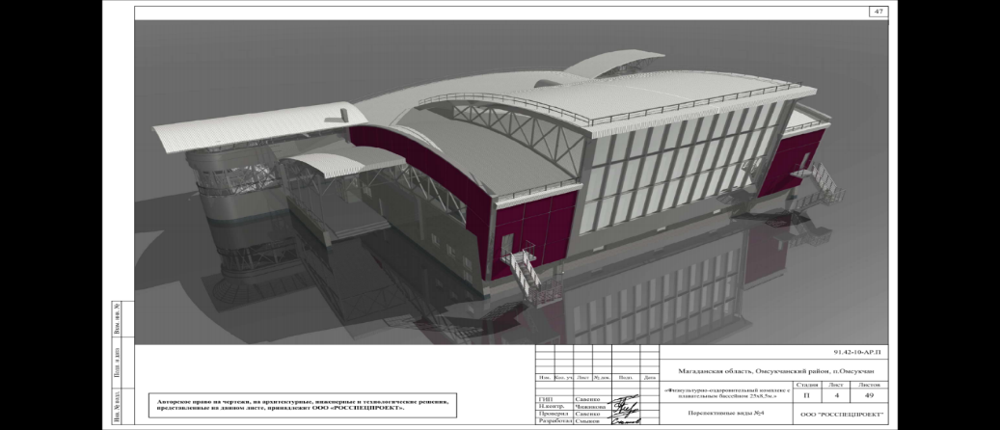 47
91.42-10-АР.П
Магаданская область, Омсукчанский район, п.Омсукчан
Изм. Кол. уч Лист № док. Подп. Дата
«Физкультурно-оздоровительный комплекс с
плавательным бассейном 25х8,5м.»
Стадия Лист Листов
П 4 49
ГИП Савенко
Н.контр. Чижикова
Проверил Савенко
Разработал Смыков
Перспективные виды №4
ООО "РОССПЕЦПРОЕКТ"
Авторское право на чертежи, на архитектурные, инженерные и технологические решения,
представленные на данном листе, принадлежит ООО «РОССПЕЦПРОЕКТ».
Взам. инв. №
Подп. и дата
Инв. № подл.